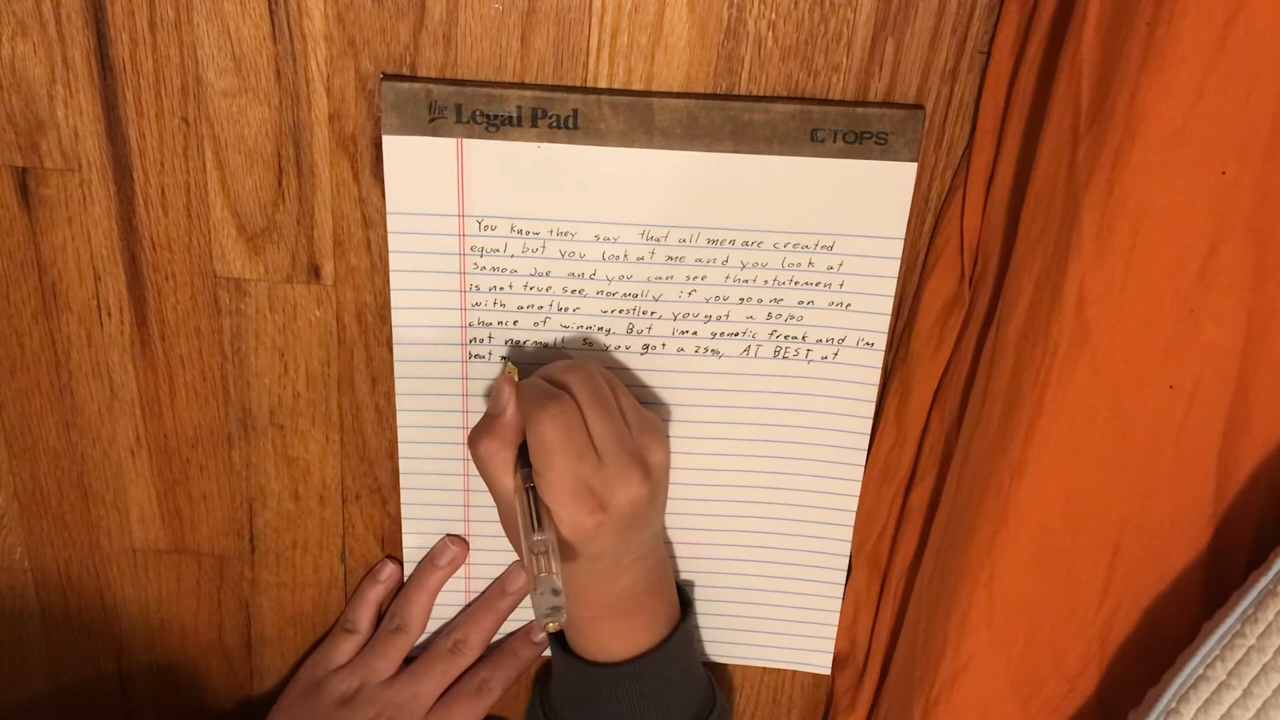 the Legal Pad
TOPS
You know they say that all men are created
equal, but you look at me and you look at
Samoa Joe and you can see that statement
is not true. See, normally if you go one on one
with another wrestler, you got a 50/50
chance of winning. But I'm a genetic freak and I'm
not normal! So you got a 25%, AT BEST, at
beat m